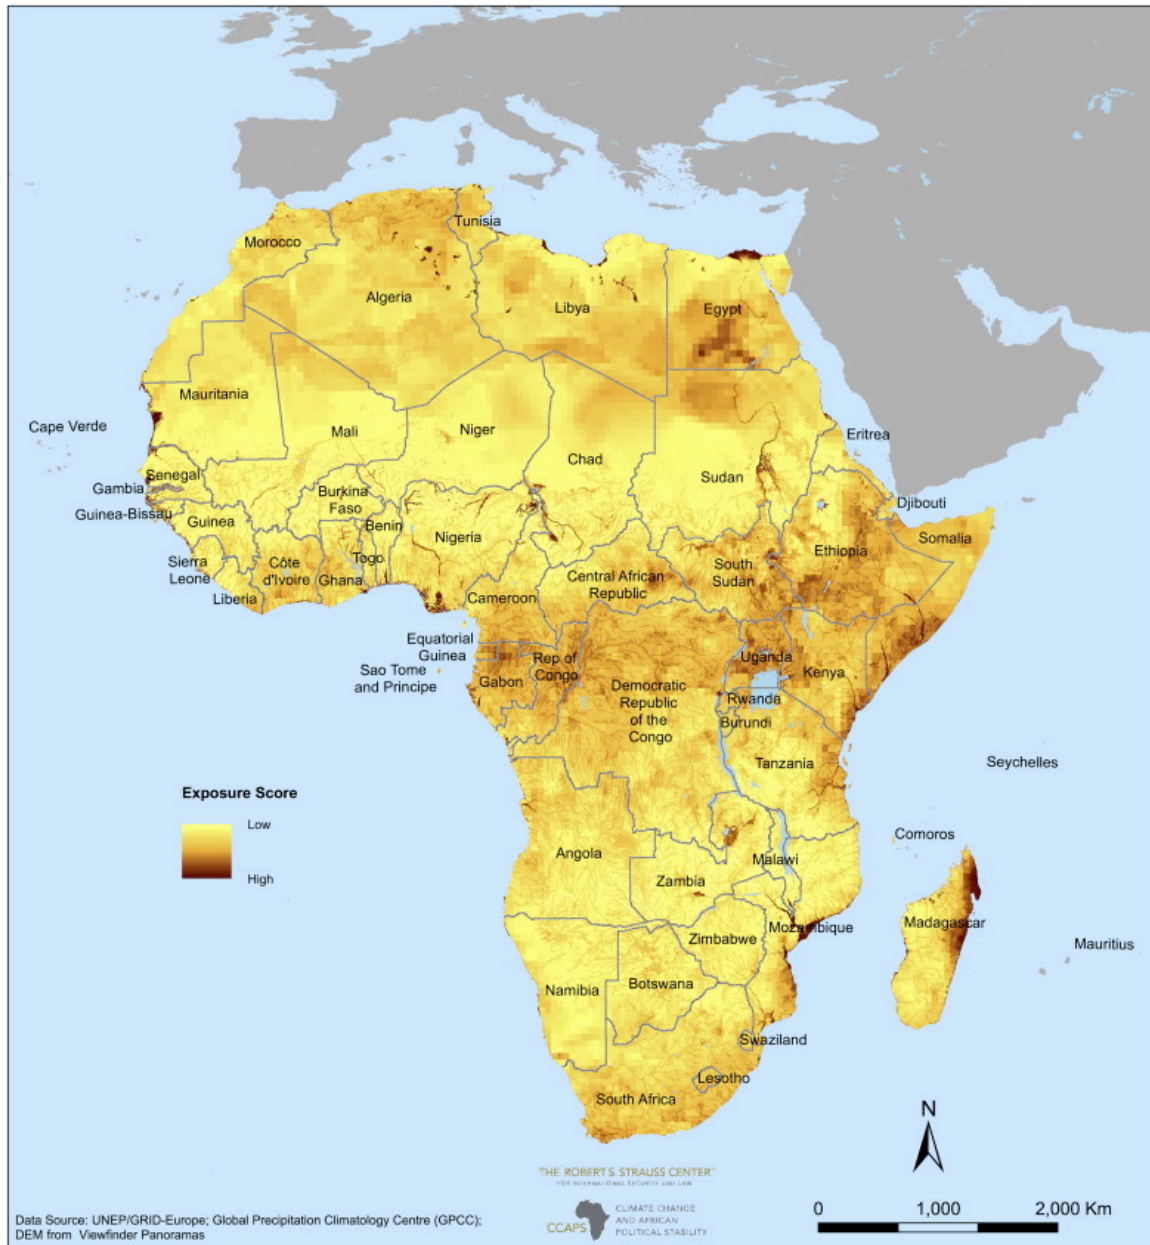 Tunisia
Morocco
Algeria
Libya
Egypt
Mauritania
Mali
Niger
Chad
Sudan
Eritrea
Cape Verde
Senegal
Gambia
Guinea-Bissau
Guinea
Burkina
Faso
Benin
Nigeria
Djibouti
Somalia
Ethiopia
Sierra
Leone
Liberia
Côte
d'Ivoire
Ghana
Togo
Cameroon
Central African
Republic
South
Sudan
Equatorial
Guinea
Sao Tome
and Principe
Gabon
Rep of
Congo
Democratic
Republic
of the
Congo
Uganda
Kenya
Rwanda
Burundi
Tanzania
Seychelles
Exposure Score
Low
High
Comoros
Angola
Zambia
Malawi
Mozambique
Madagascar
Mauritius
Zimbabwe
Namibia
Botswana
Swaziland
Lesotho
South Africa
N
THE ROBERT S. STRAUSS CENTER
FOR INTERNATIONAL SECURITY AND LAW
CCAPS
CLIMATE CHANGE
AND AFRICAN
POLITICAL STABILITY
0 1,000 2,000 Km
Data Source: UNEP/GRID-Europe; Global Precipitation Climatology Centre (GPCC);
DEM from Viewfinder Panoramas